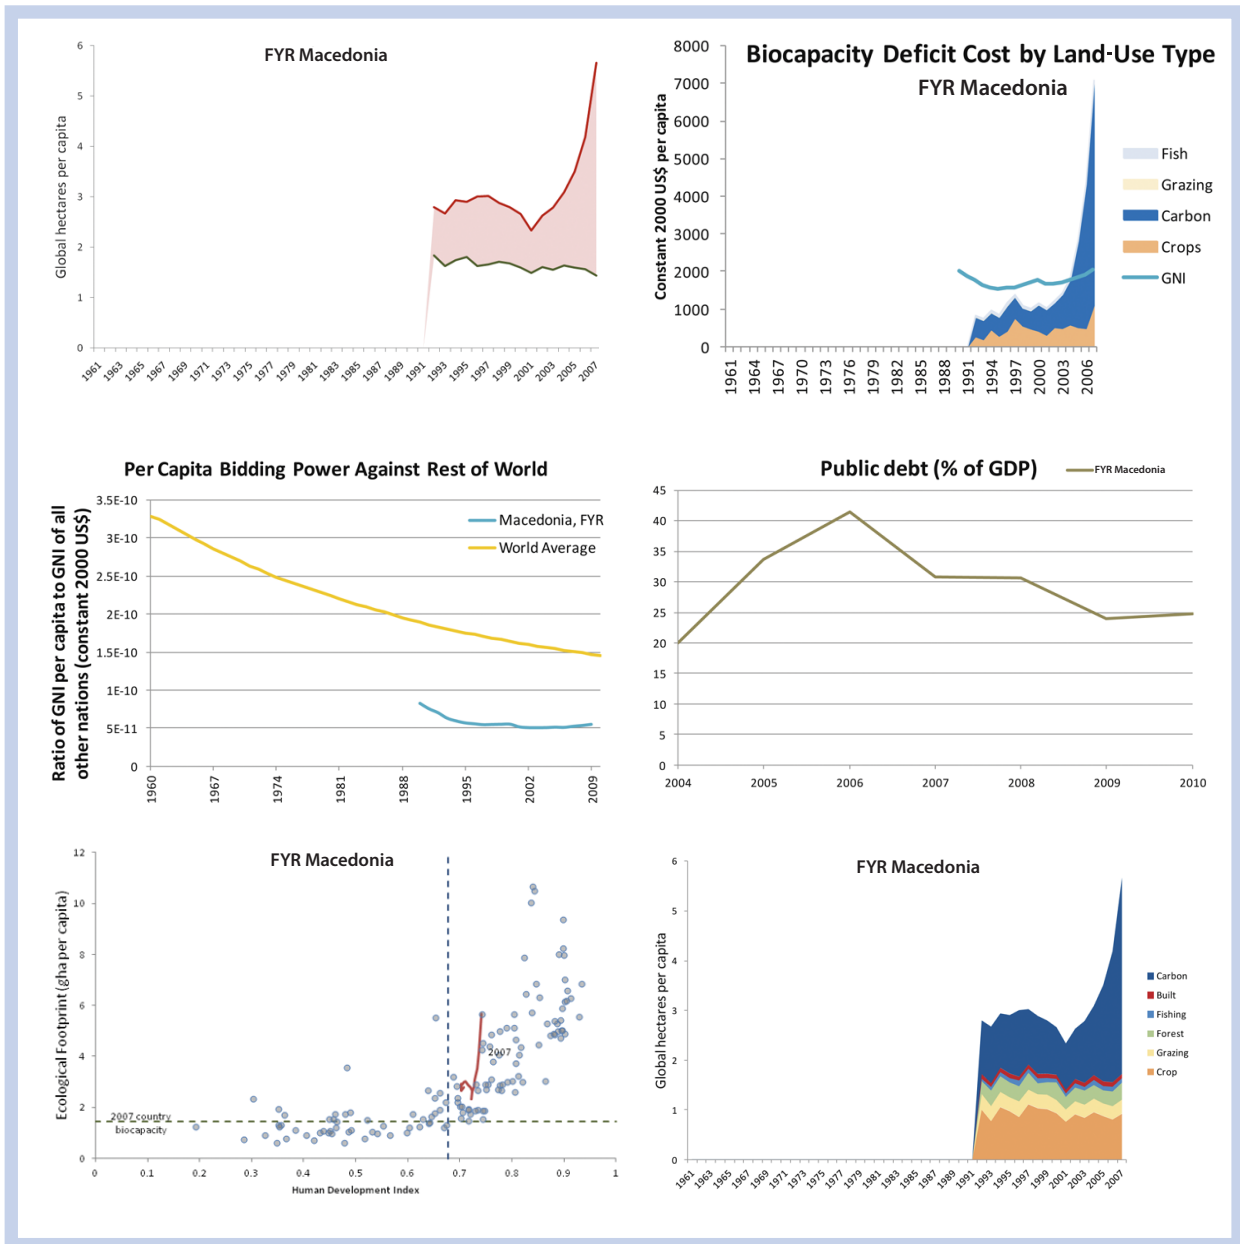 FYR Macedonia
Global hectares per capita
6
5
4
3
2
1
0
1961 1963 1965 1967 1969 1971 1973 1975 1977 1979 1981 1983 1985 1987 1989 1991 1993 1995 1997 1999 2001 2003 2005 2007
Biocapacity Deficit Cost by Land-Use Type
FYR Macedonia
Constant 2000 US$ per capita
8000
7000
6000
5000
4000
3000
2000
1000
0
Fish
Grazing
Carbon
Crops
GNI
1961 1964 1967 1970 1973 1976 1979 1982 1985 1988 1991 1994 1997 2000 2003 2006
Per Capita Bidding Power Against Rest of World
Ratio of GNI per capita to GNI of all
other nations (constant 2000 US$)
3.5E-10
3E-10
2.5E-10
2E-10
1.5E-10
1E-10
5E-11
0
Macedonia, FYR
World Average
1960 1967 1974 1981 1988 1995 2002 2009
Public debt (% of GDP)
FYR Macedonia
45
40
35
30
25
20
15
10
5
0
2004 2005 2006 2007 2008 2009 2010
FYR Macedonia
Ecological Footprint (gha per capita)
12
10
8
6
4
2
0
2007
2007 country
biocapacity
0 0.1 0.2 0.3 0.4 0.5 0.6 0.7 0.8 0.9 1
Human Development Index
FYR Macedonia
Global hectares per capita
6
5
4
3
2
1
0
Carbon
Built
Fishing
Forest
Grazing
Crop
1961 1963 1965 1967 1969 1971 1973 1975 1977 1979 1981 1983 1985 1987 1989 1991 1993 1995 1997 1999 2001 2003 2005 2007